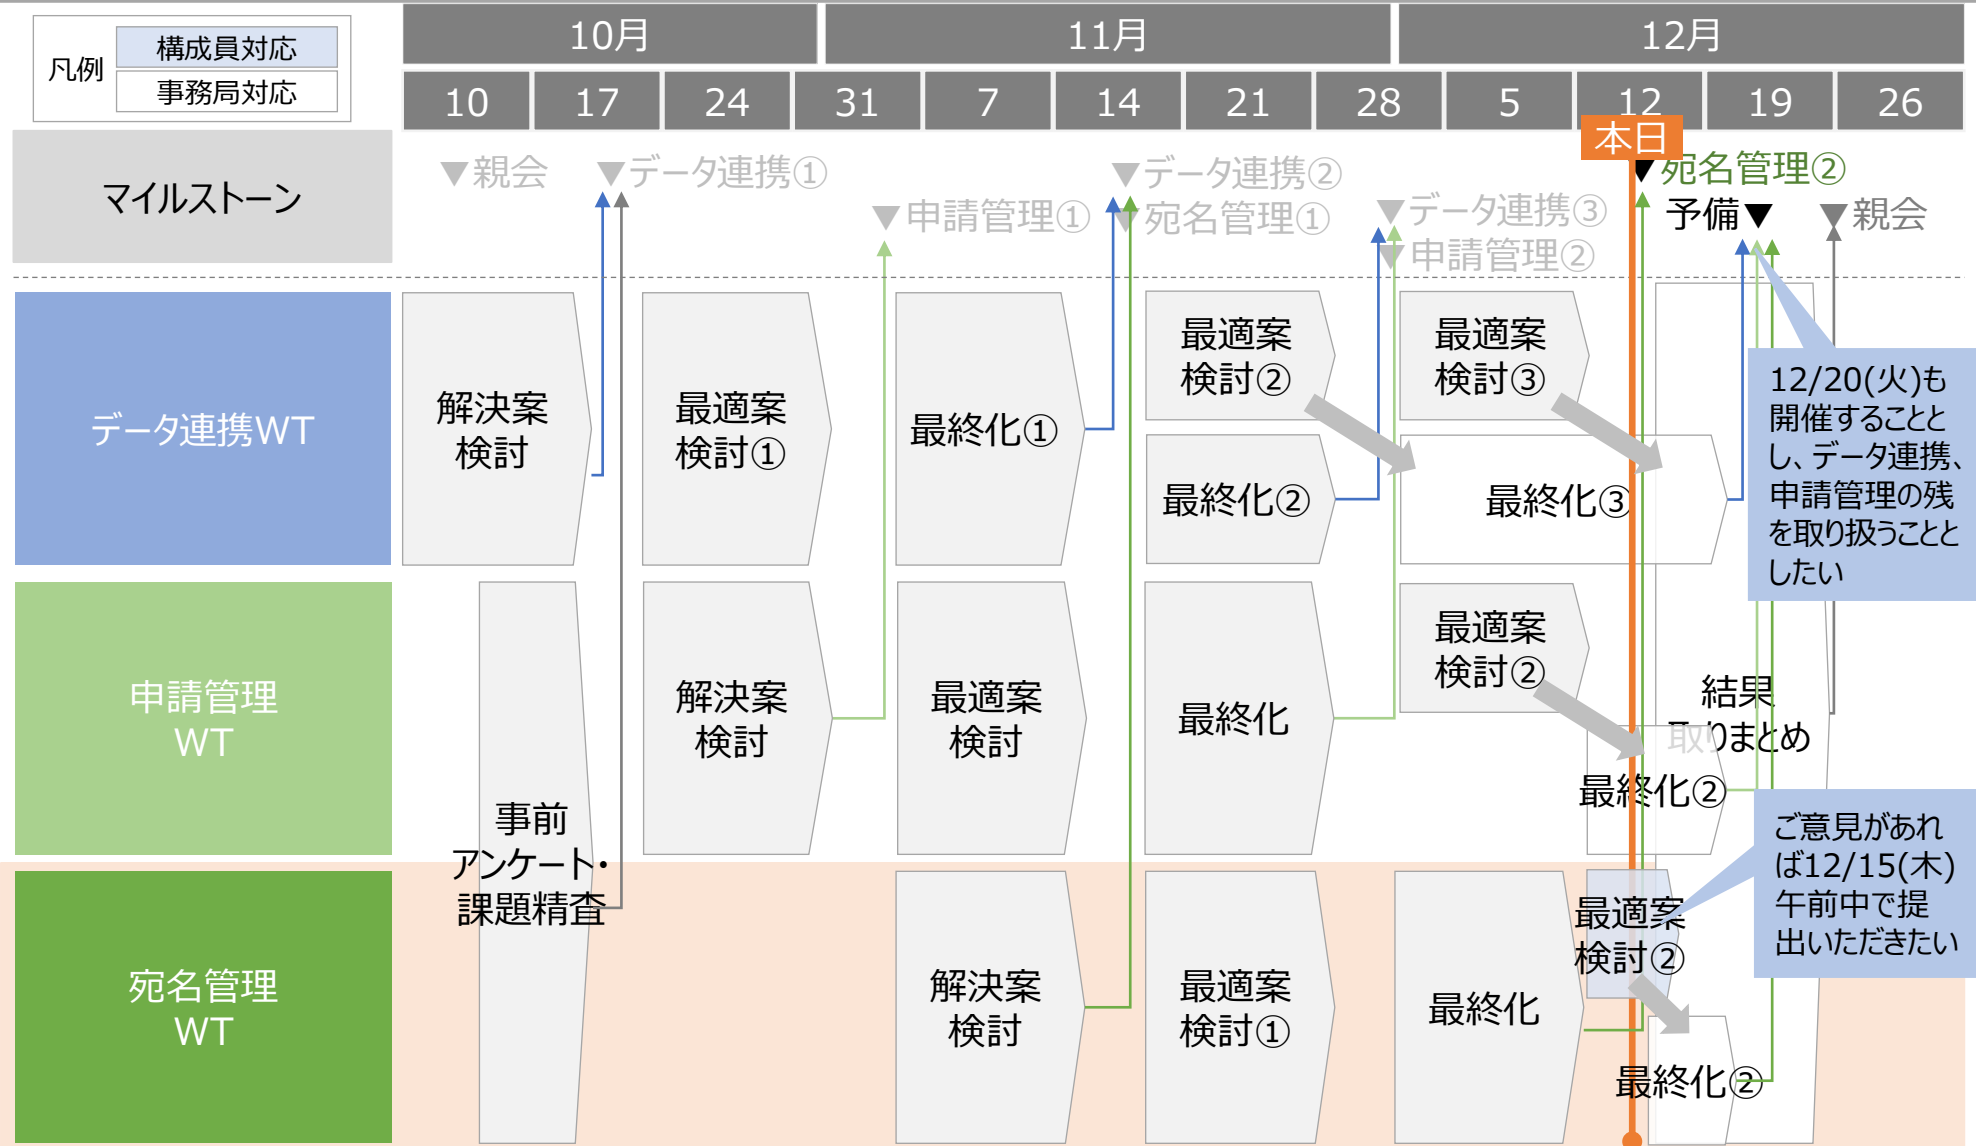 凡例
構成員対応
事務局対応
10月
11月
12月
10
17
24
31
7
14
21
28
5
12
19
26
本日
マイルストーン
▼親会
▼データ連携①
▼申請管理①
▼データ連携②
▼宛名管理①
▼データ連携③
▼申請管理②
▼宛名管理②
予備▼
▼親会
データ連携WT
解決案
検討
最適案
検討①
最終化①
最適案
検討②
最終化②
最適案
検討③
最終化③
12/20(火)も
開催することと
し、データ連携、
申請管理の残
を取り扱うことと
したい
申請管理
WT
事前
アンケート・
課題精査
解決案
検討
最適案
検討
最終化
最適案
検討②
最終化②
結果
取りまとめ
宛名管理
WT
解決案
検討
最適案
検討①
最終化
最適案
検討②
最終化②
ご意見があれ
ば12/15(木)
午前中で提
出いただきたい